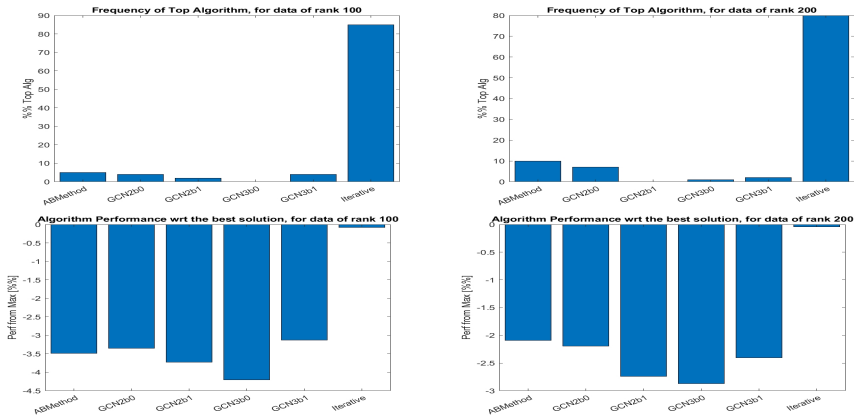 Frequency of Top Algorithm, for data of rank 100
90
80
70
60
50
40
30
20
10
0
%% Top Alg
ABMethod
GCN2b0
GCN2b1
GCN3b0
GCN3b1
Iterative
Frequency of Top Algorithm, for data of rank 200
80
70
60
50
40
30
20
10
0
%% Top Alg
ABMethod
GCN2b0
GCN2b1
GCN3b0
GCN3b1
Iterative
Algorithm Performance wrt the best solution, for data of rank 100
0
-0.5
-1
-1.5
-2
-2.5
-3
-3.5
-4
-4.5
Perf from Max [%%]
ABMethod
GCN2b0
GCN2b1
GCN3b0
GCN3b1
Iterative
Algorithm Performance wrt the best solution, for data of rank 200
0
-0.5
-1
-1.5
-2
-2.5
-3
Perf from Max [%%]
ABMethod
GCN2b0
GCN2b1
GCN3b0
GCN3b1
Iterative